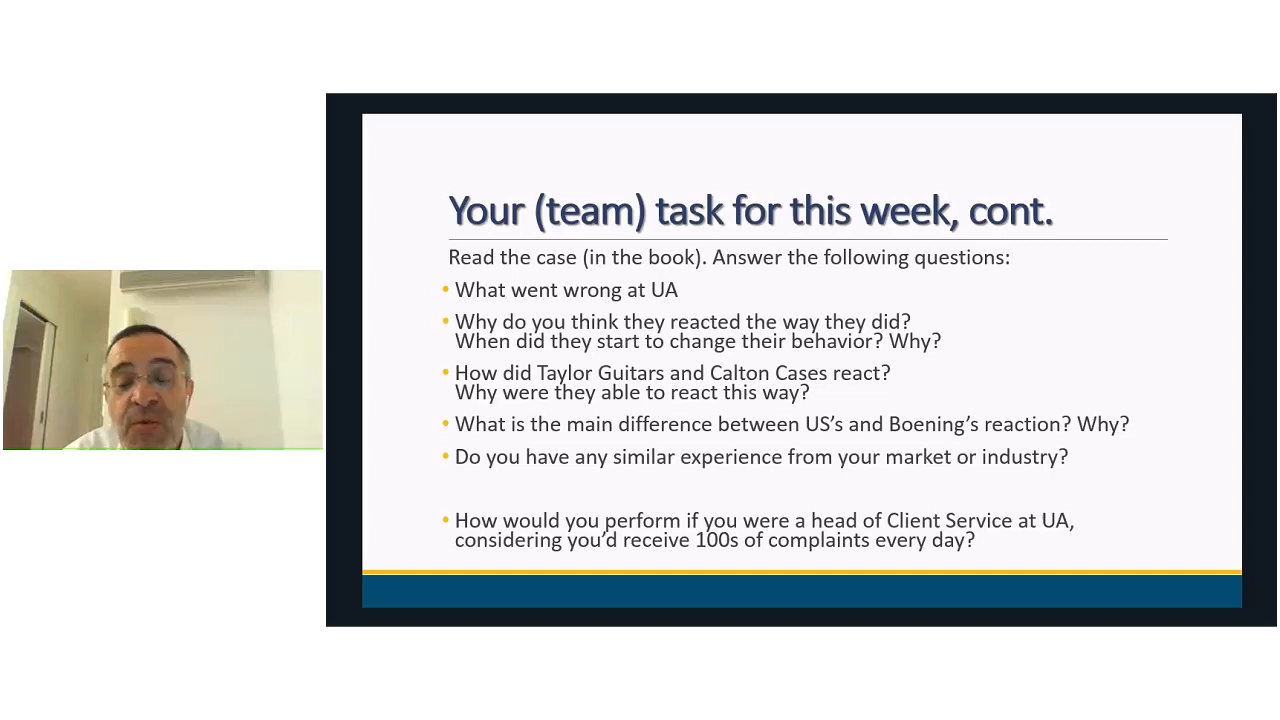 Your (team) task for this week, cont.
Read the case (in the book). Answer the following questions:
• What went wrong at UA
• Why do you think they reacted the way they did?
When did they start to change their behavior? Why?
• How did Taylor Guitars and Calton Cases react?
Why were they able to react this way?
• What is the main difference between US’s and Boening’s reaction? Why?
• Do you have any similar experience from your market or industry?
• How would you perform if you were a head of Client Service at UA,
considering you’d receive 100s of complaints every day?